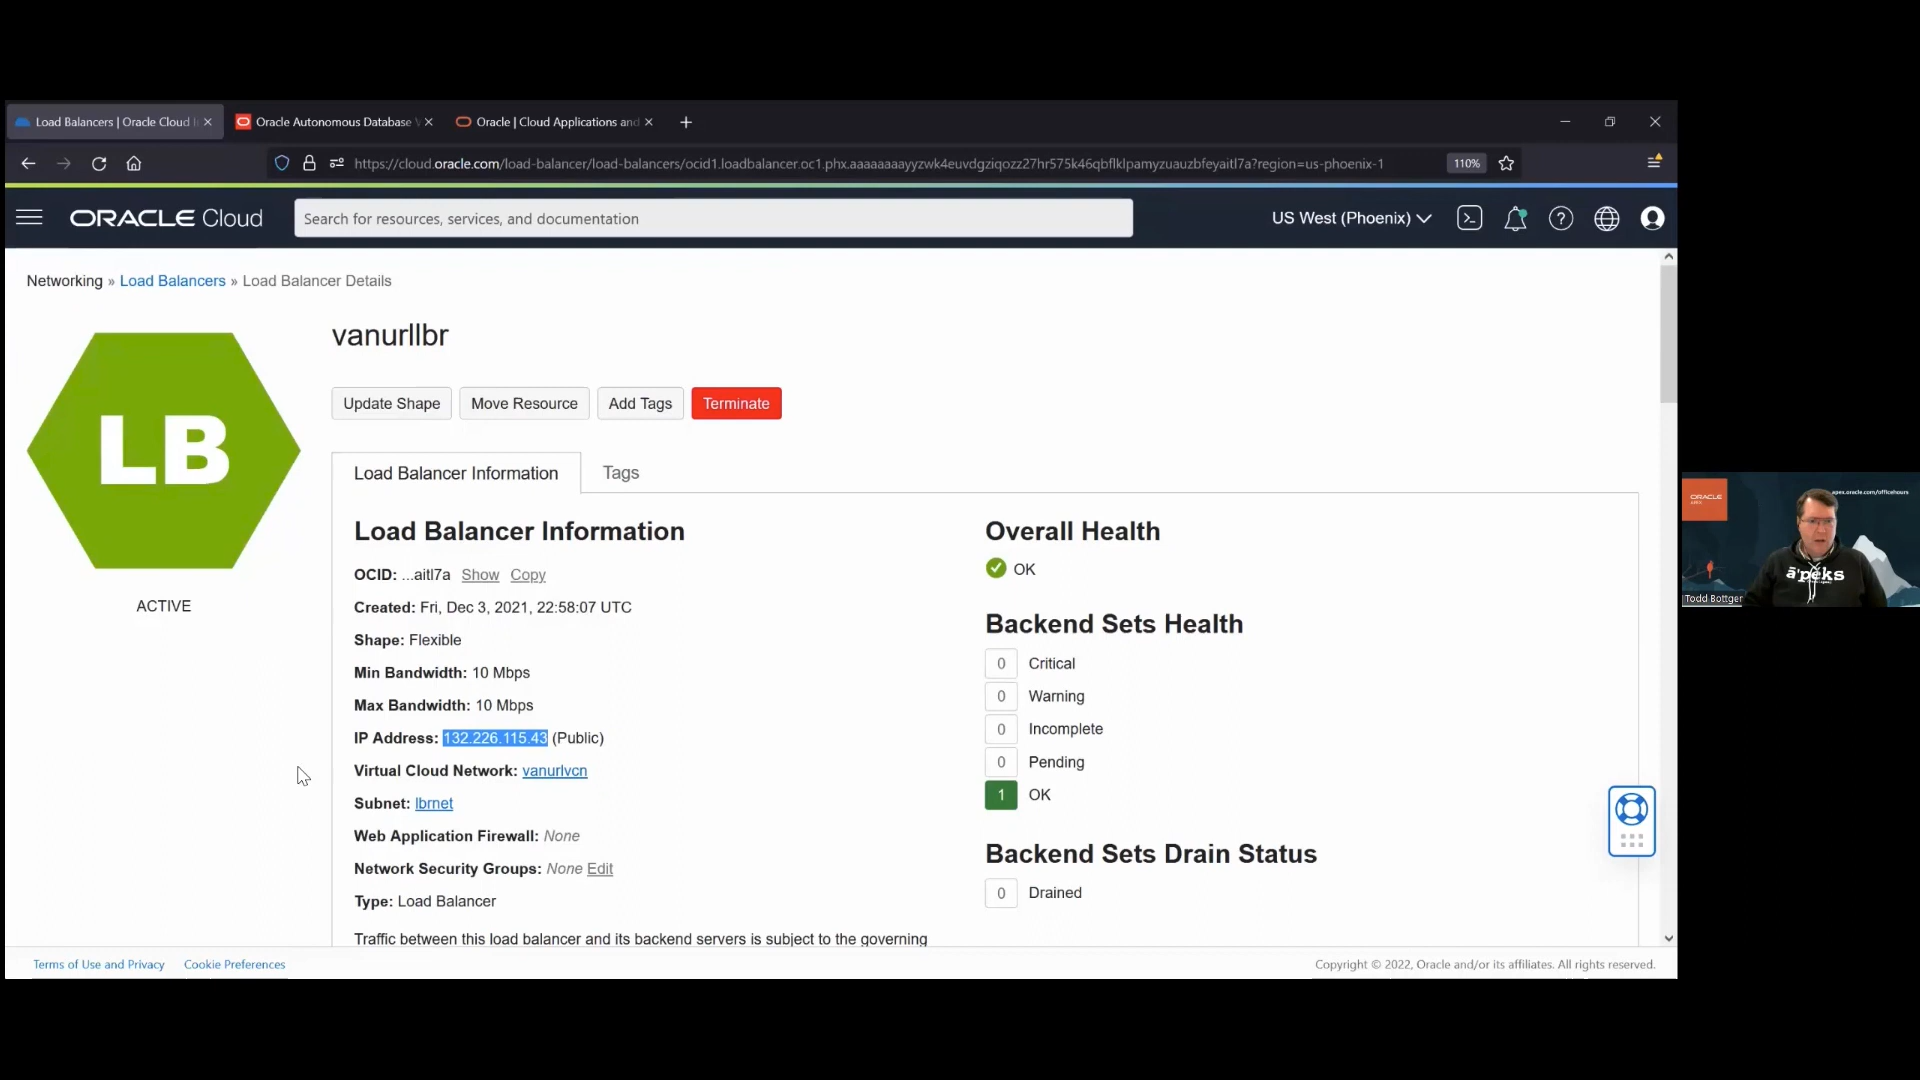 Load Balancers | Oracle Cloud I
Oracle Autonomous Database
Oracle | Cloud Applications and
https://cloud.oracle.com/load-balancer/load-balancers/ocid1.loadbalancer.oc1.phx.aaaaaaaayyzwk4euvdgziqozz27hr575k46qbflklpamyzuauzbfeyaitl7a?region=us-phoenix-1
110%
ORACLE Cloud
Search for resources, services, and documentation
US West (Phoenix)
Networking » Load Balancers » Load Balancer Details
LB
ACTIVE
vanurllbr
Update Shape
Move Resource
Add Tags
Terminate
Load Balancer Information
Tags
Load Balancer Information
OCID: ...aitl7a Show Copy
Created: Fri, Dec 3, 2021, 22:58:07 UTC
Shape: Flexible
Min Bandwidth: 10 Mbps
Max Bandwidth: 10 Mbps
IP Address: 132.226.115.43 (Public)
Virtual Cloud Network: vanurlvcn
Subnet: lbrnet
Web Application Firewall: None
Network Security Groups: None Edit
Type: Load Balancer
Traffic between this load balancer and its backend servers is subject to the governing
Overall Health
OK
Backend Sets Health
0 Critical
0 Warning
0 Incomplete
0 Pending
1 OK
Backend Sets Drain Status
0 Drained
Terms of Use and Privacy
Cookie Preferences
Copyright © 2022, Oracle and/or its affiliates. All rights reserved.
ORACLE
APEX
apex.oracle.com/officehours
ā'peks
Todd Bottger